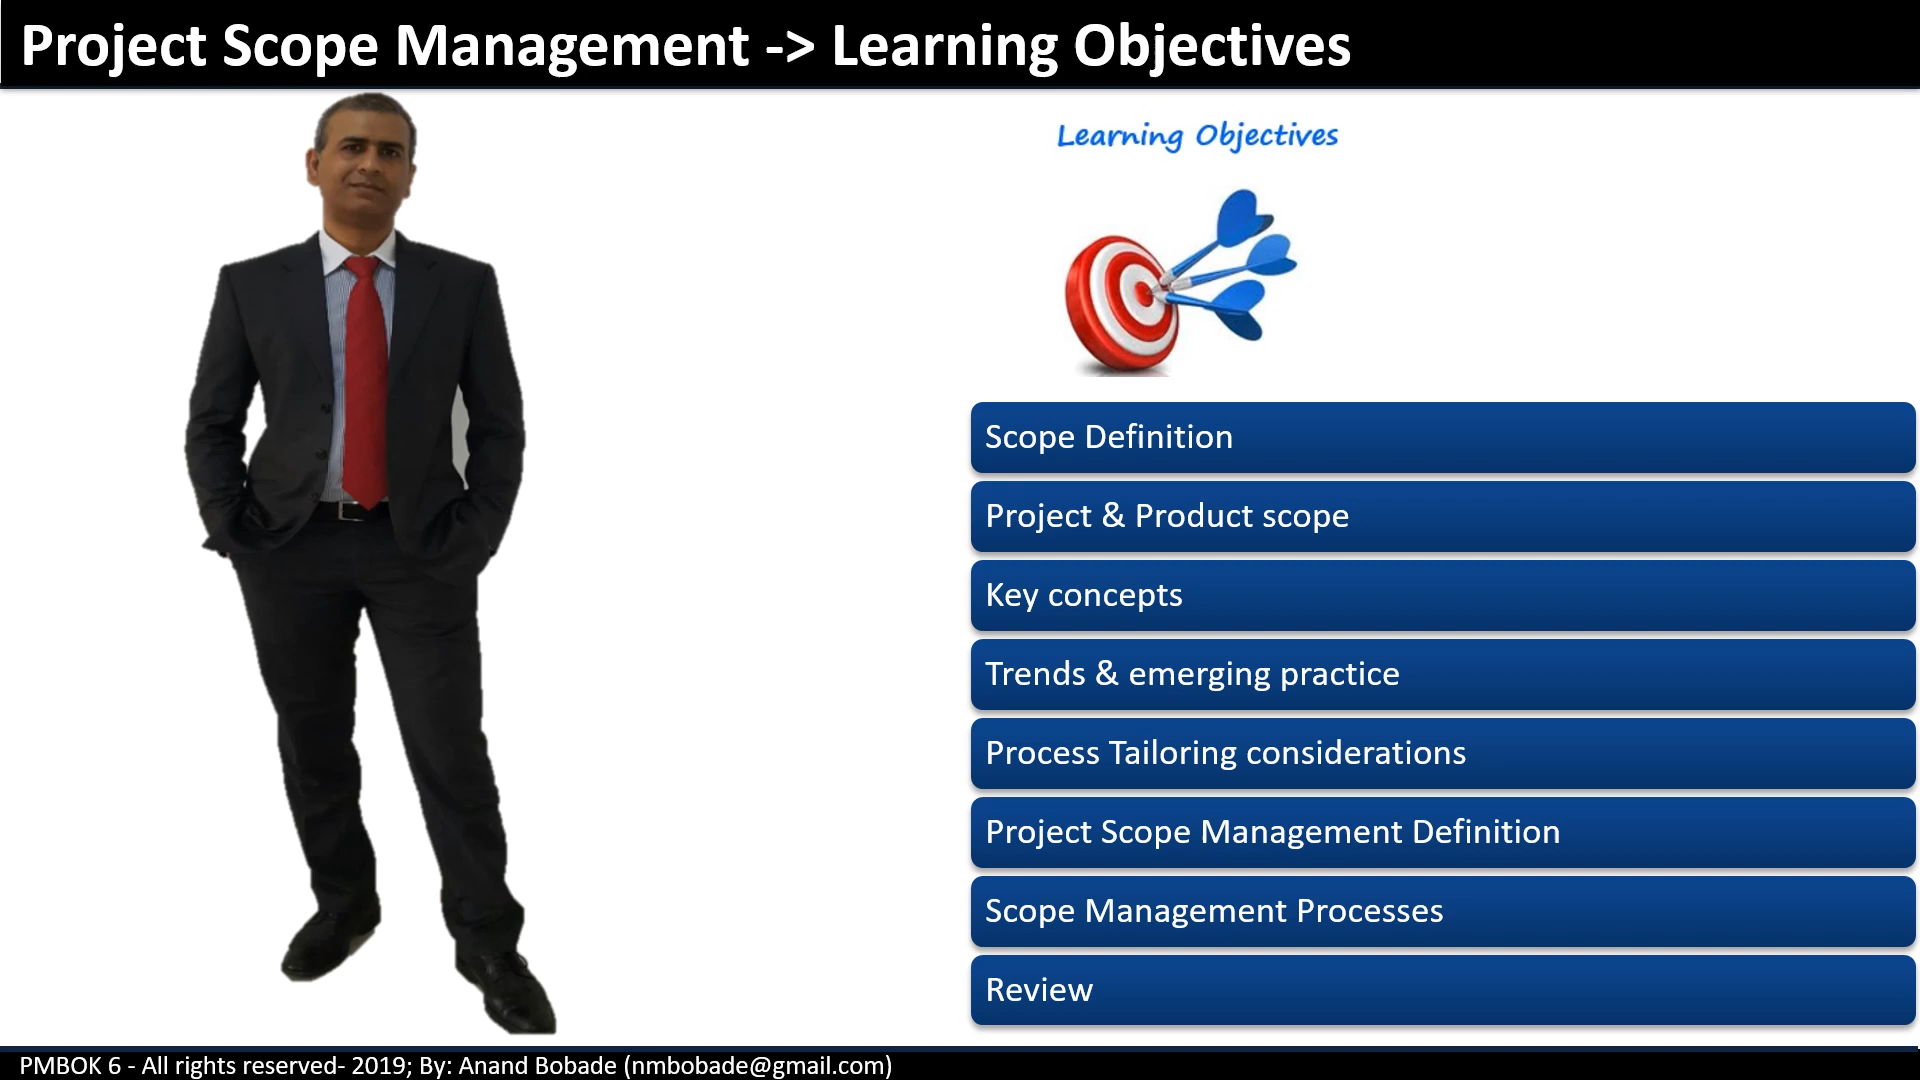 Project Scope Management -> Learning Objectives
Learning Objectives
Scope Definition
Project & Product scope
Key concepts
Trends & emerging practice
Process Tailoring considerations
Project Scope Management Definition
Scope Management Processes
Review
PMBOK 6 - All rights reserved- 2019; By: Anand Bobade (nmbobade@gmail.com)